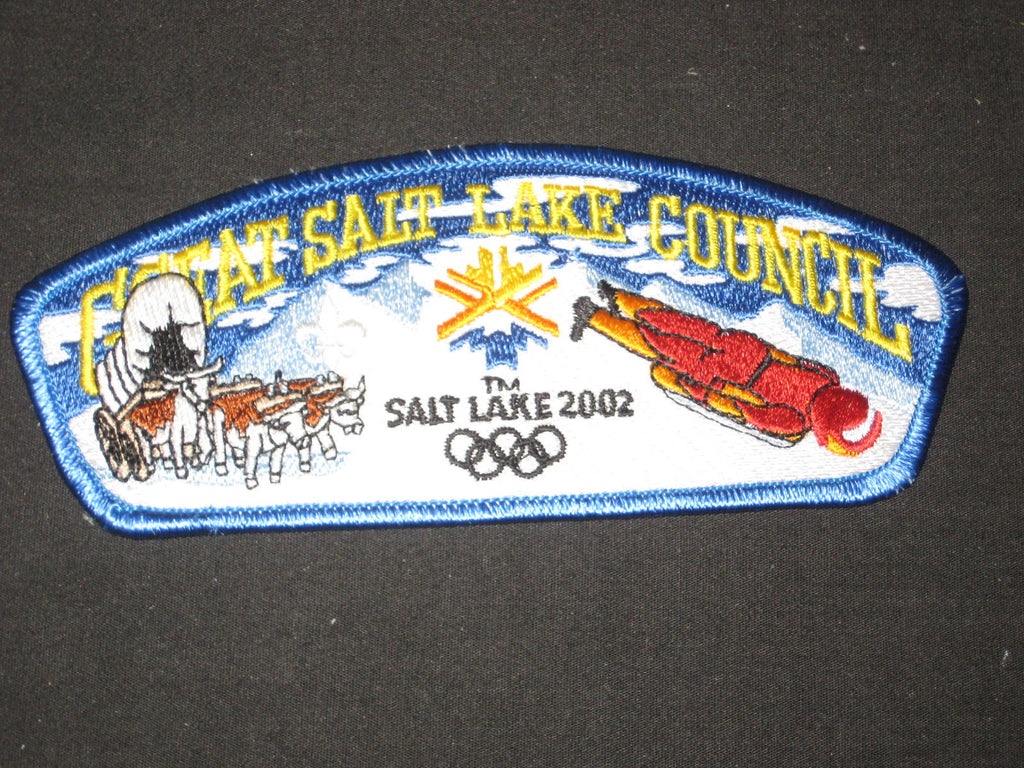 GREAT SALT LAKE COUNCIL
TM
SALT LAKE 2002